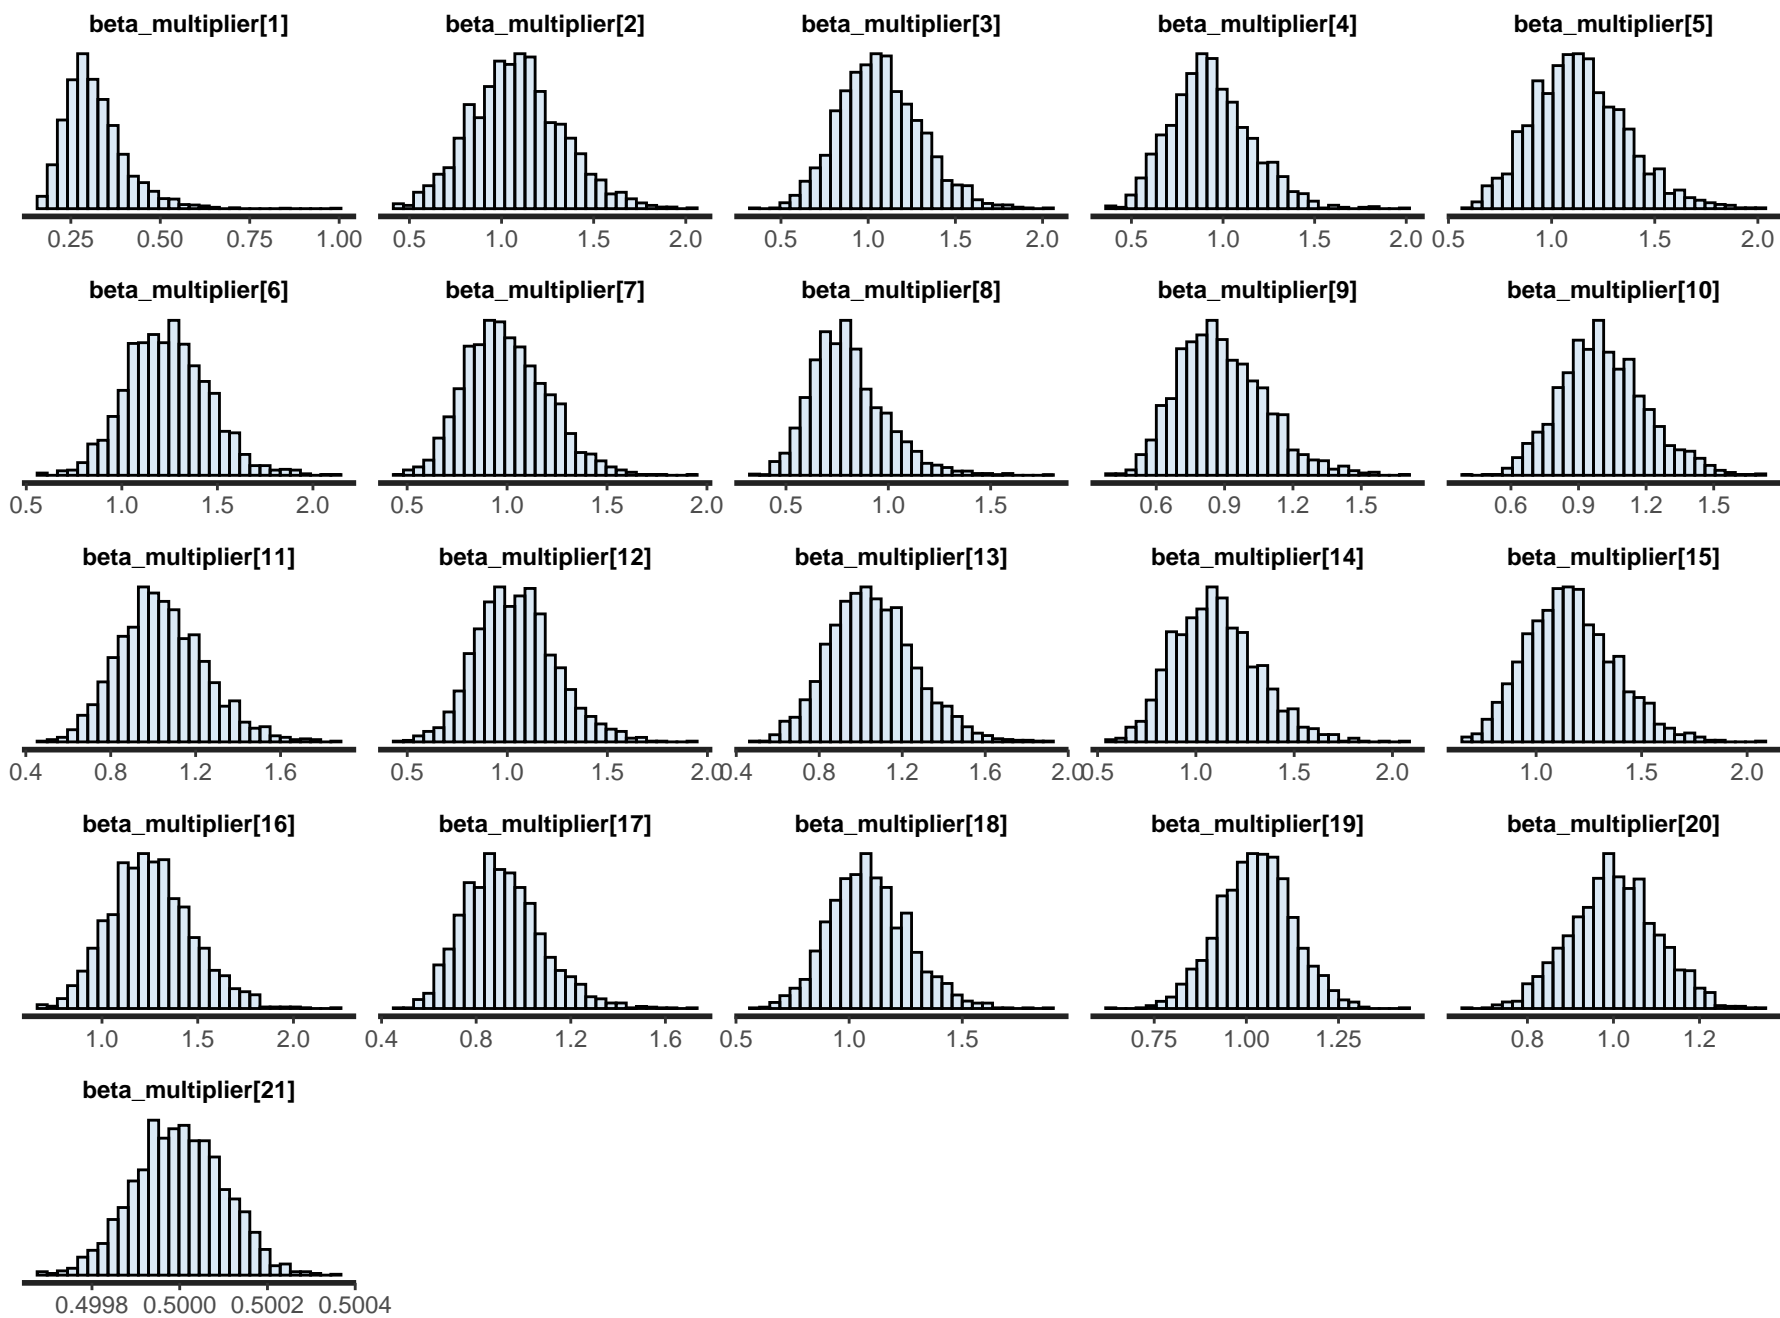 beta_multiplier[1] beta_multiplier[2] beta_multiplier[3] beta_multiplier[4] beta_multiplier[5]
0.25 0.50 0.75 1.00 0.5 1.0 1.5 2.0 0.5 1.0 1.5 2.0 0.5 1.0 1.5 2.0 0.5 1.0 1.5 2.0
beta_multiplier[6] beta_multiplier[7] beta_multiplier[8] beta_multiplier[9] beta_multiplier[10]
0.5 1.0 1.5 2.0 0.5 1.0 1.5 2.0 0.5 1.0 1.5 0.6 0.9 1.2 1.5 0.6 0.9 1.2 1.5
beta_multiplier[11] beta_multiplier[12] beta_multiplier[13] beta_multiplier[14] beta_multiplier[15]
0.4 0.8 1.2 1.6 0.5 1.0 1.5 2.0 0.4 0.8 1.2 1.6 2.0 0.5 1.0 1.5 2.0 1.0 1.5 2.0
beta_multiplier[16] beta_multiplier[17] beta_multiplier[18] beta_multiplier[19] beta_multiplier[20]
1.0 1.5 2.0 0.4 0.8 1.2 1.6 0.5 1.0 1.5 0.75 1.00 1.25 0.8 1.0 1.2
beta_multiplier[21]
0.4998 0.5000 0.5002 0.5004